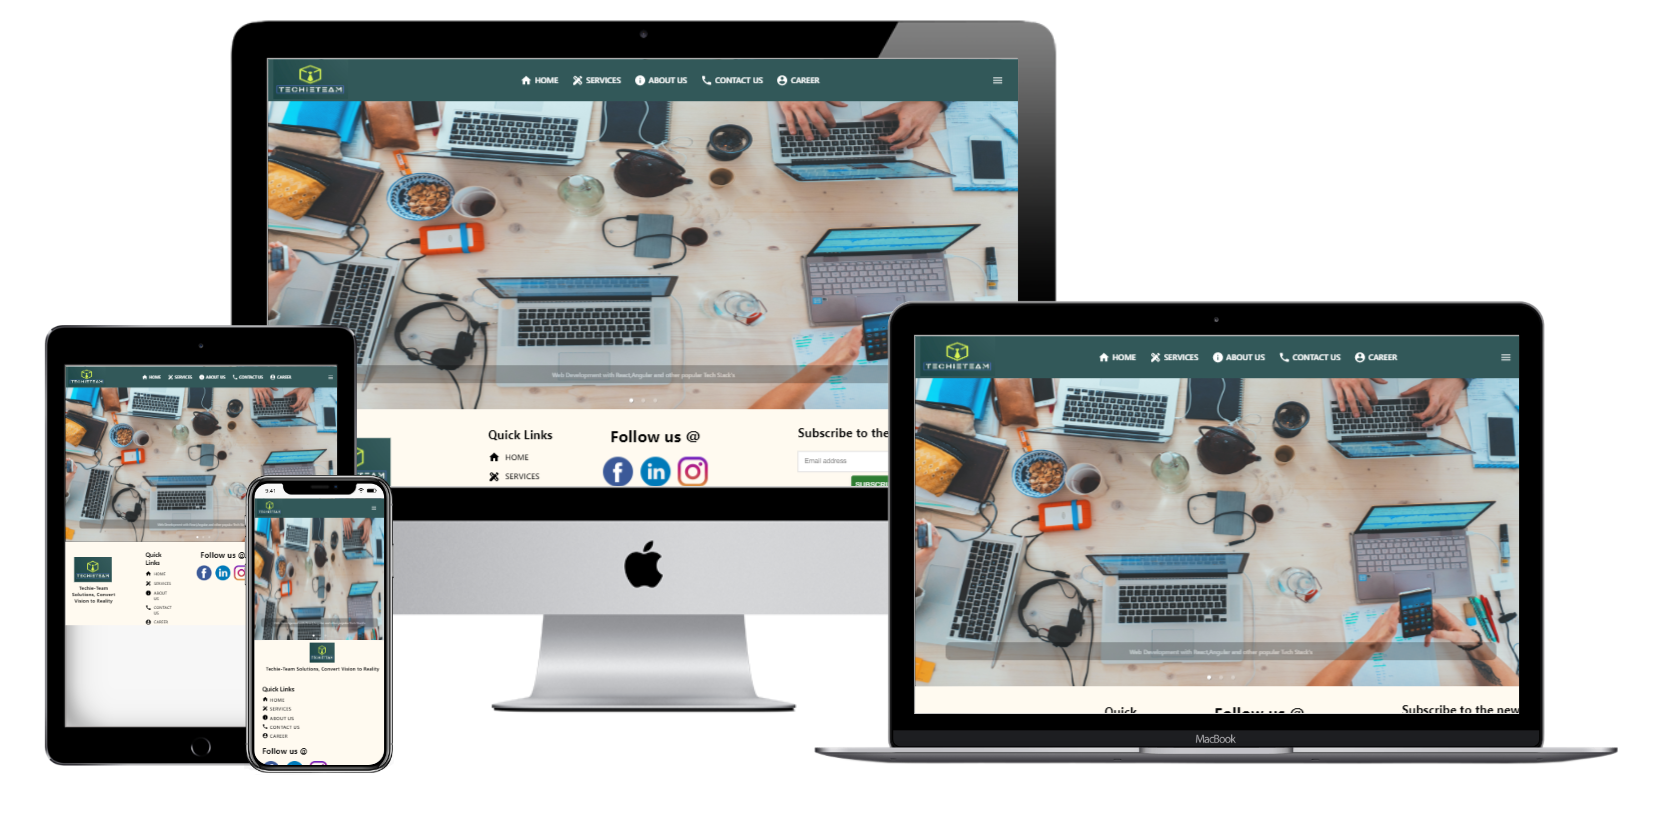 TECHIETEAM
HOME SERVICES ABOUT US CONTACT US CAREER
Web Development with React,Angular and other popular Tech Stack's
Quick Links
HOME
SERVICES
Follow us @
in
Subscribe to the
Email address
SUBSCRI
TECHIETEAM
HOME SERVICES ABOUT US CONTACT US CAREER
Web Development with React,Angular and other popular Tech Stack's
Quick
Follow us @
Subscribe to the new
MacBook
TECHIETEAM
HOME SERVICES ABOUT US CONTACT US CAREER
TECHIETEAM
Techie-Team
Solutions, Convert
Vision to Reality
Quick
Links
HOME
SERVICES
ABOUT
US
CONTACT
US
CAREER
Follow us @
in
9:41
TECHIETEAM
TECHIETEAM
Techie-Team Solutions, Convert Vision to Reality
Quick Links
HOME
SERVICES
ABOUT US
CONTACT US
CAREER
Follow us @